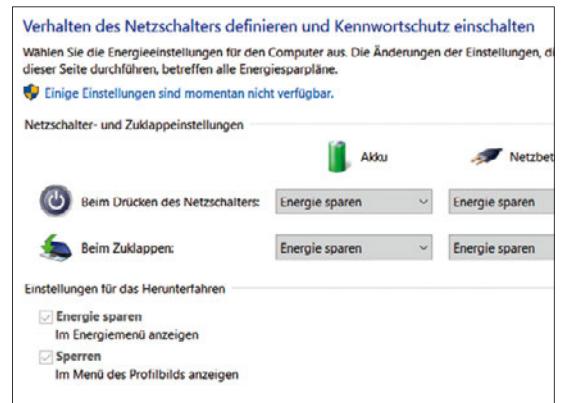 Verhalten des Netzschalters definieren und Kennwortschutz einschalten
Wählen Sie die Energieeinstellungen für den Computer aus. Die Änderungen der Einstellungen, di
dieser Seite durchführen, betreffen alle Energiesparpläne.
Einige Einstellungen sind momentan nicht verfügbar.
Netzschalter- und Zuklappeinstellungen
Akku Netzbet
Beim Drücken des Netzschalters: Energie sparen Energie sparen
Beim Zuklappen: Energie sparen Energie sparen
Einstellungen für das Herunterfahren
Energie sparen
Im Energiemenü anzeigen
Sperren
Im Menü des Profilbilds anzeigen